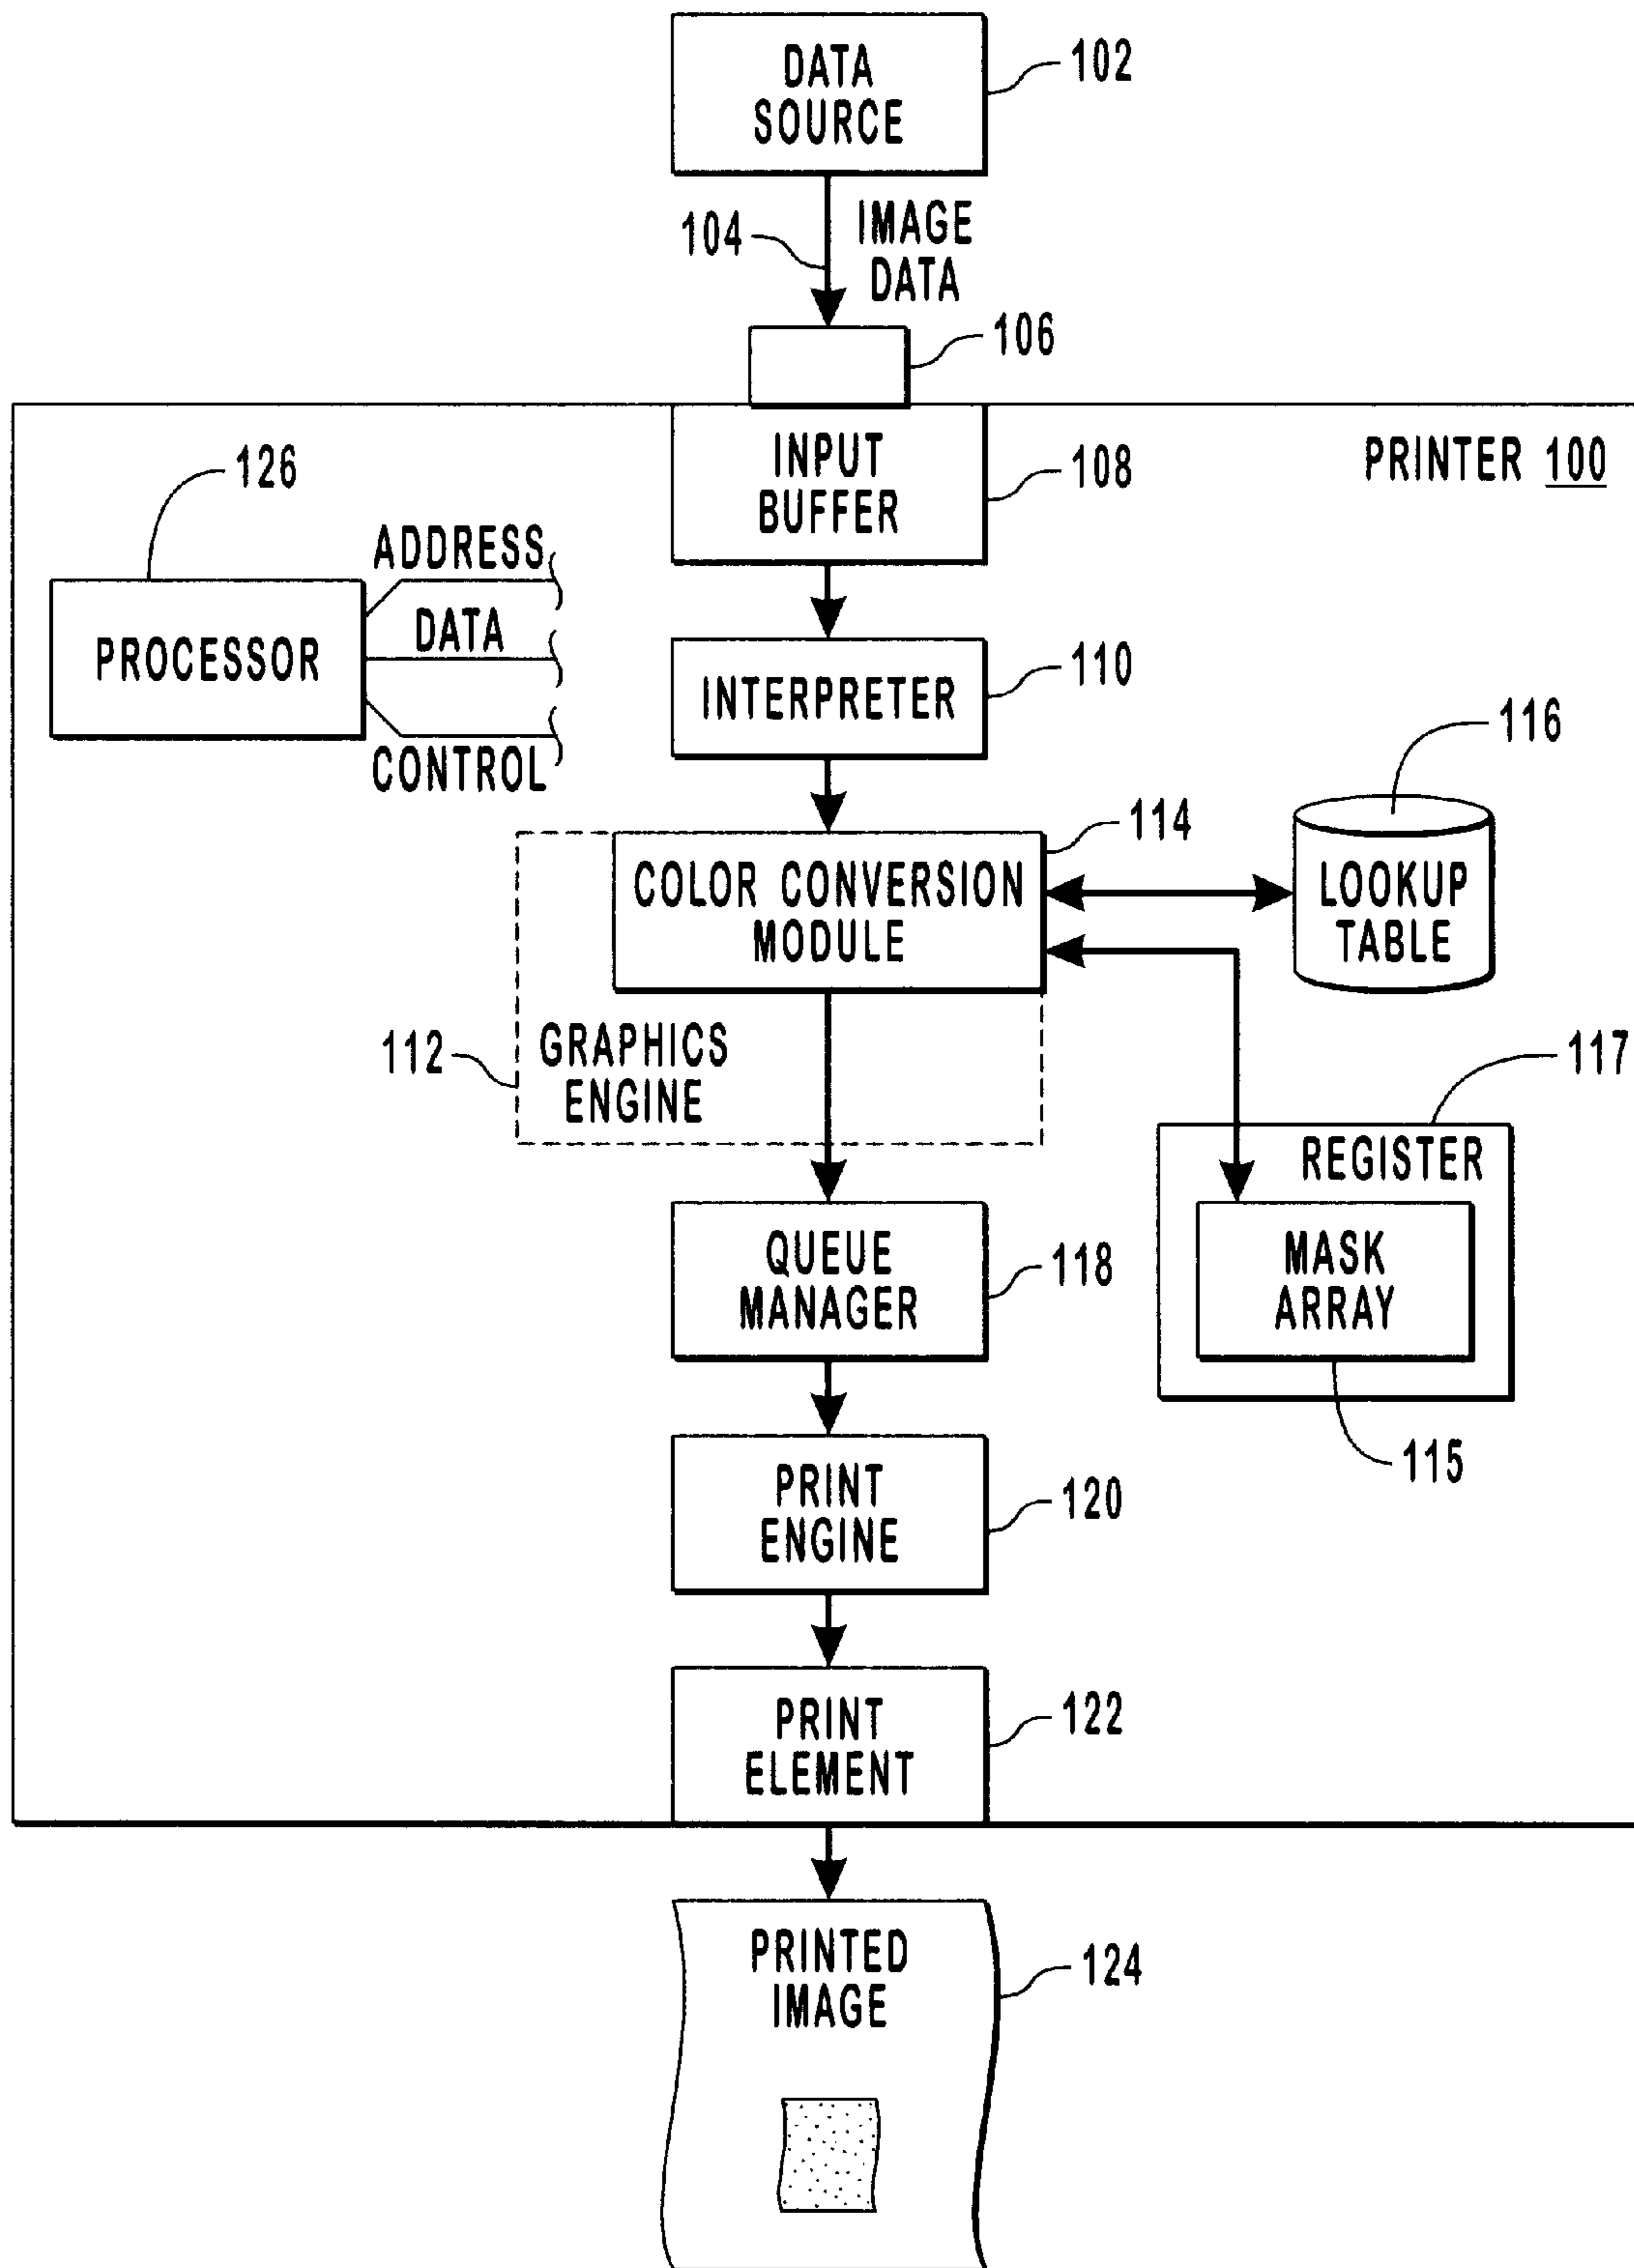 DATA
SOURCE
102
104
IMAGE
DATA
106
INPUT
BUFFER
108
PRINTER 100
126
PROCESSOR
ADDRESS
DATA
CONTROL
INTERPRETER
110
116
114
COLOR CONVERSION
MODULE
LOOKUP
TABLE
112
GRAPHICS
ENGINE
117
REGISTER
MASK
ARRAY
115
QUEUE
MANAGER
118
PRINT
ENGINE
120
PRINT
ELEMENT
122
PRINTED
IMAGE
124